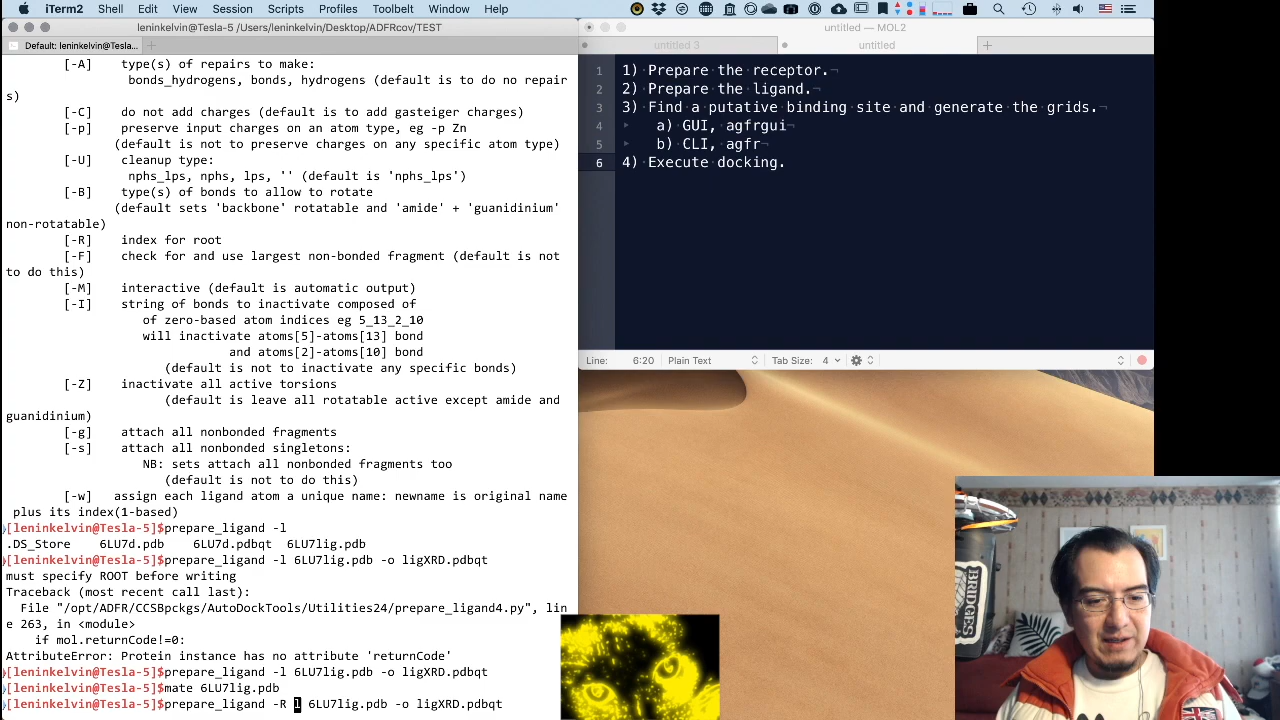 iTerm2 Shell Edit View Session Scripts Profiles Toolbelt Window Help
leninkelvin@ Tesla-5 /Users/leninkelvin/Desktop/ADFRcov/TEST
Default: leninkelvin@Tesla...
[-A] type(s) of repairs to make:
bonds_hydrogens, bonds, hydrogens (default is to do no repair
s)
[-C] do not add charges (default is to add gasteiger charges)
[-p] preserve input charges on an atom type, eg -p Zn
(default is not to preserve charges on any specific atom type)
[-U] cleanup type:
nphs_lps, nphs, lps, '' (default is 'nphs_lps')
[-B] type(s) of bonds to allow to rotate
(default sets 'backbone' rotatable and 'amide' + 'guanidinium'
non-rotatable)
[-R] index for root
[-F] check for and use largest non-bonded fragment (default is not
to do this)
[-M] interactive (default is automatic output)
[-I] string of bonds to inactivate composed of
of zero-based atom indices eg 5_13_2_10
will inactivate atoms[5]-atoms[13] bond
and atoms[2]-atoms[10] bond
(default is not to inactivate any specific bonds)
[-Z] inactivate all active torsions
(default is leave all rotatable active except amide and
guanidinium)
[-g] attach all nonbonded fragments
[-s] attach all nonbonded singletons:
NB: sets attach all nonbonded fragments too
(default is not to do this)
[-w] assign each ligand atom a unique name: newname is original name
plus its index(1-based)
[leninkelvin@Tesla-5]$prepare_ligand -l
.DS_Store 6LU7d.pdb 6LU7d.pdbqt 6LU7lig.pdb
[leninkelvin@Tesla-5]$prepare_ligand -l 6LU7lig.pdb -o ligXRD.pdbqt
must specify ROOT before writing
Traceback (most recent call last):
File "/opt/ADFR/CCSBpckgs/AutoDockTools/Utilities24/prepare_ligand4.py", lin
e 263, in <module>
if mol.returnCode!=0:
AttributeError: Protein instance has no attribute 'returnCode'
[leninkelvin@Tesla-5]$prepare_ligand -l 6LU7lig.pdb -o ligXRD.pdbqt
[leninkelvin@Tesla-5]$mate 6LU7lig.pdb
[leninkelvin@Tesla-5]$prepare_ligand -R l 6LU7lig.pdb -o ligXRD.pdbqt
untitled — MOL2
untitled 3 untitled
1 1) Prepare the receptor.¬
2 2) Prepare the ligand.¬
3 3) Find a putative binding site and generate the grids.¬
4 a) GUI, agfrgui¬
5 b) CLI, agfr¬
6 4) Execute docking.
Line: 6:20 Plain Text Tab Size: 4
BRIDGES